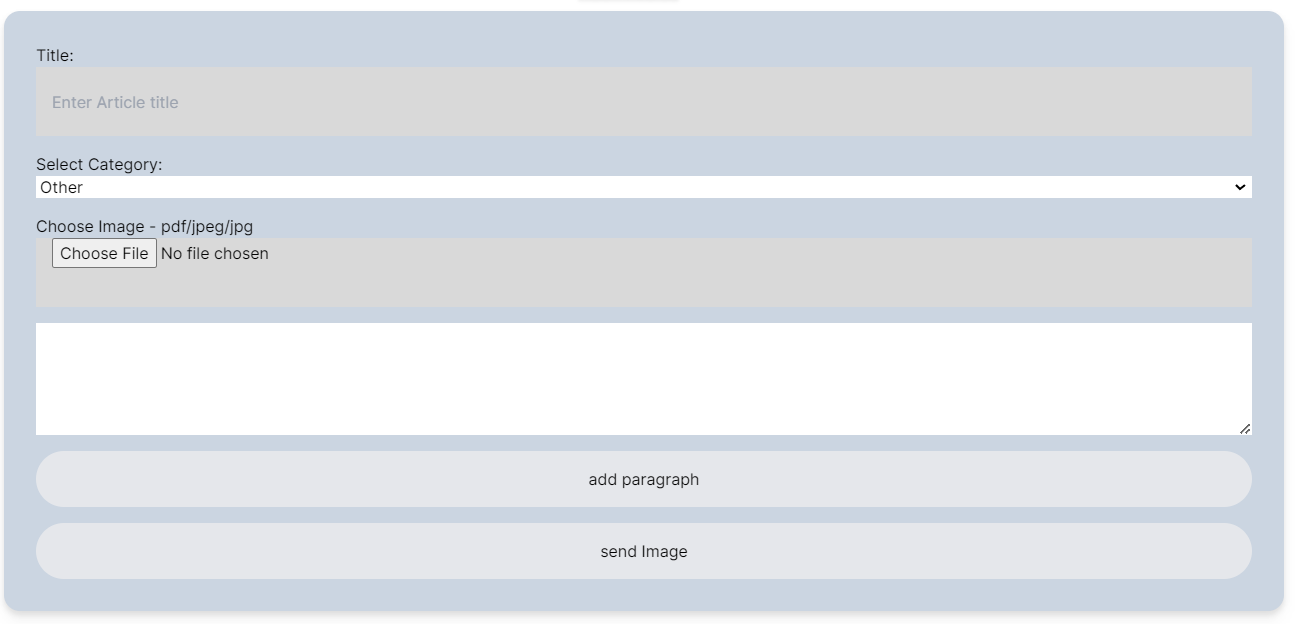 Title:
Enter Article title
Select Category:
Other
Choose Image - pdf/jpeg/jpg
Choose File No file chosen
add paragraph
send Image